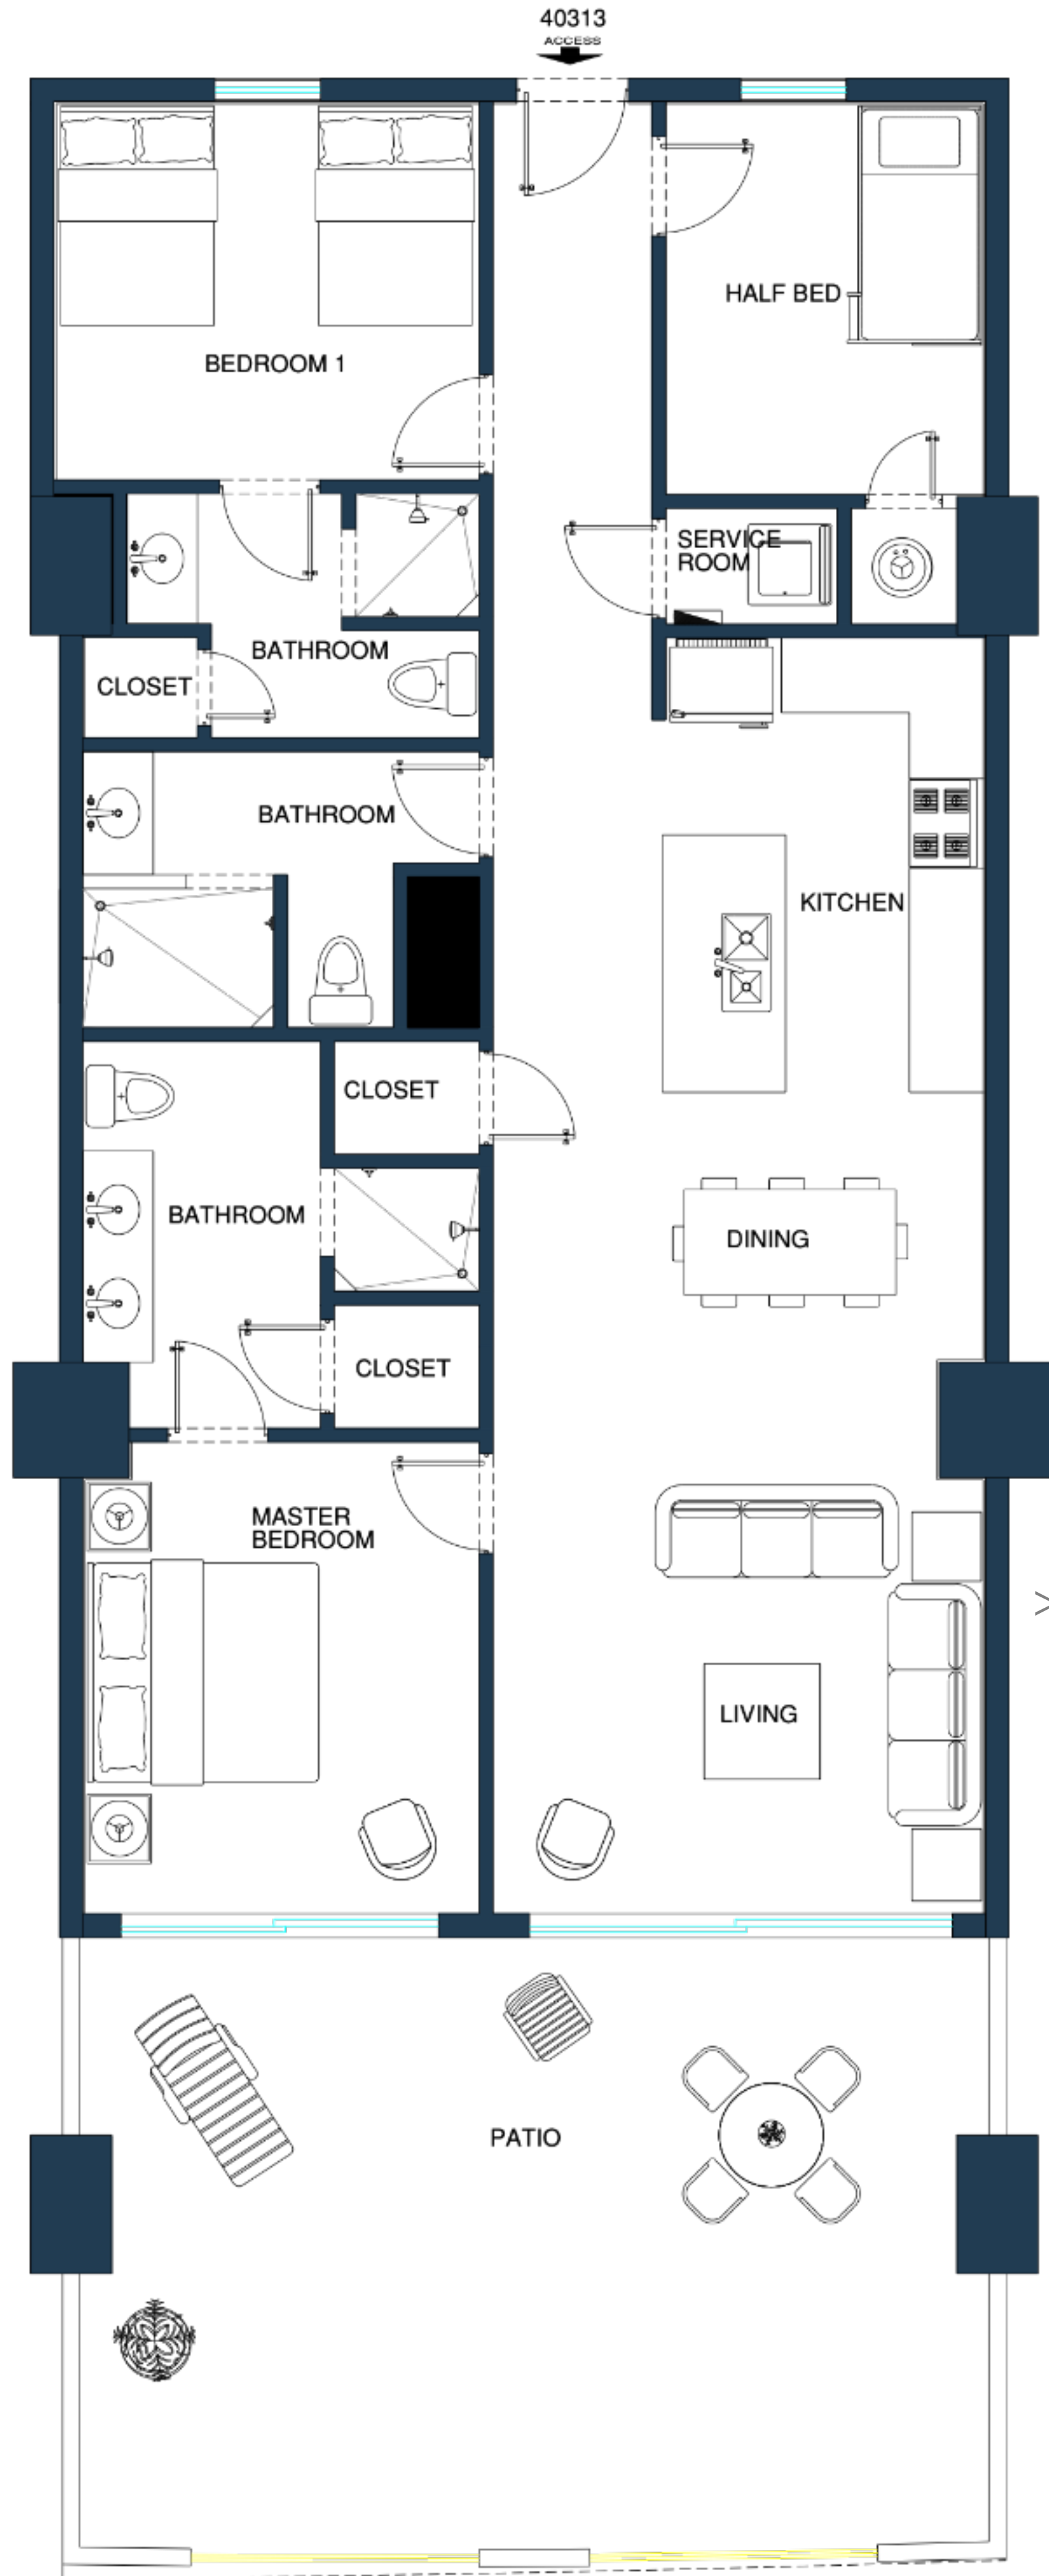 40313
ACCESS
HALF BED
BEDROOM 1
SERVICE
ROOM
BATHROOM
CLOSET
BATHROOM
KITCHEN
CLOSET
BATHROOM
DINING
CLOSET
MASTER
BEDROOM
LIVING
PATIO